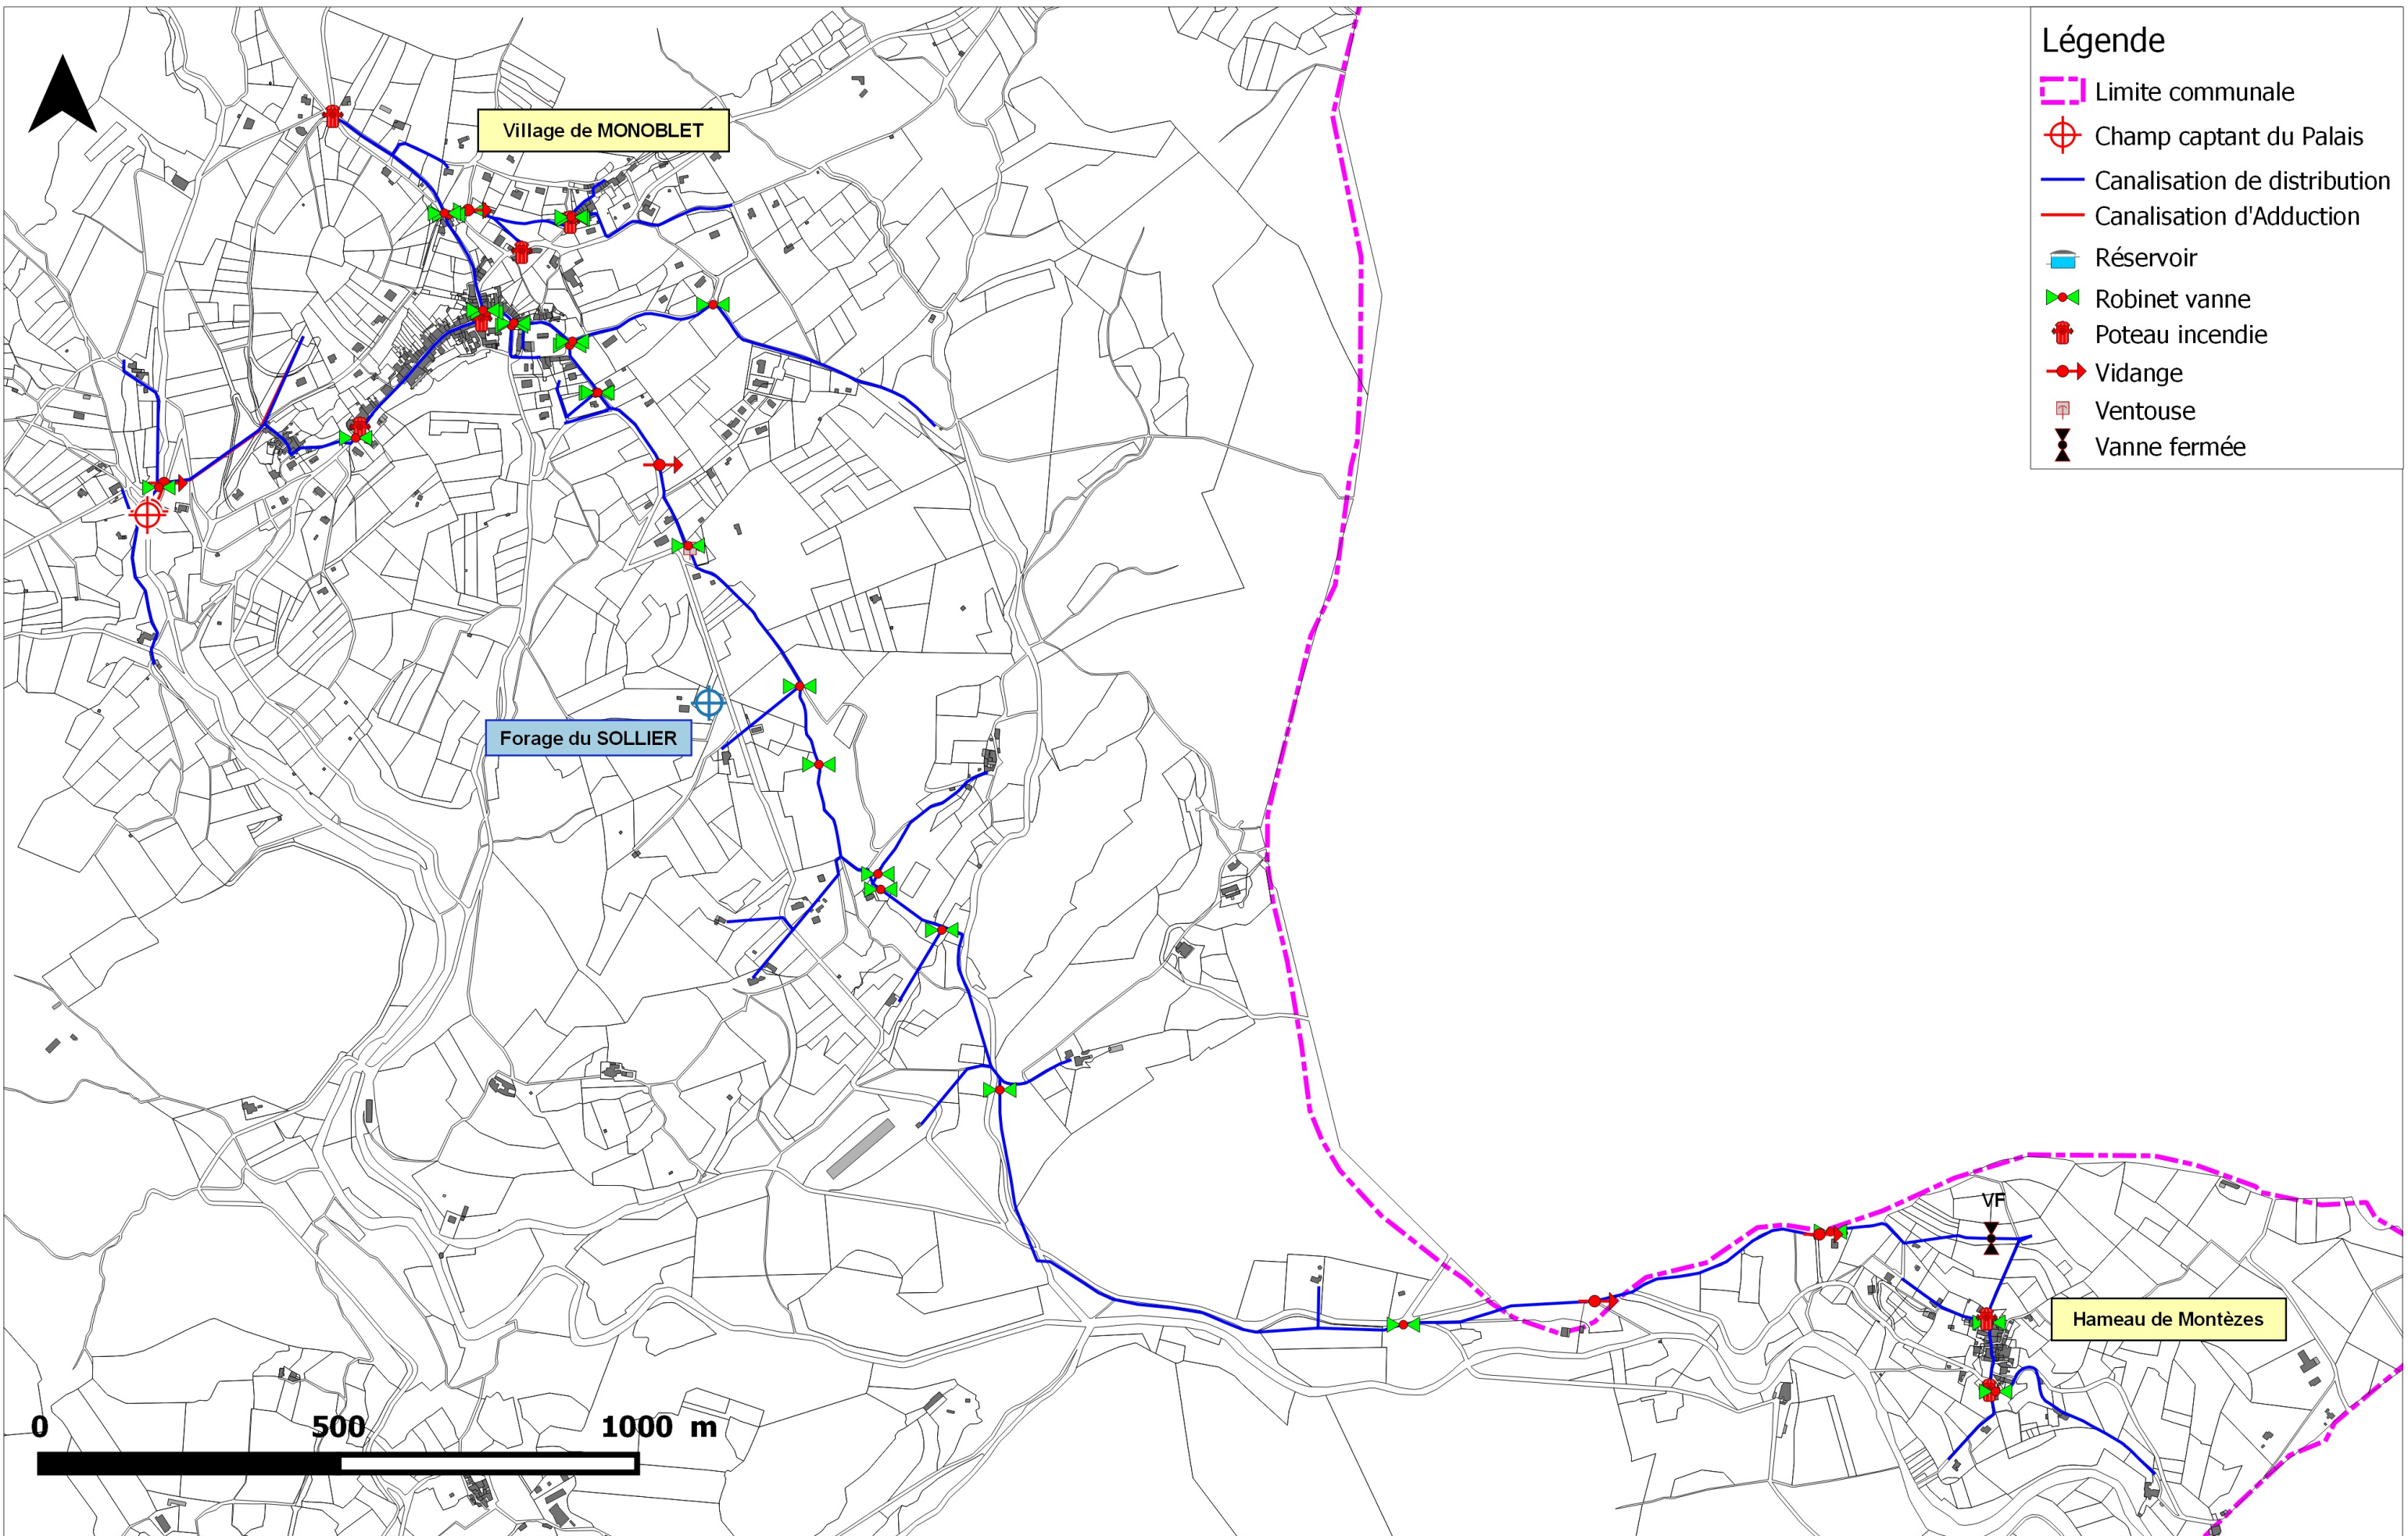 Légende
Limite communale
Champ captant du Palais
Canalisation de distribution
Canalisation d'Adduction
Réservoir
Robinet vanne
Poteau incendie
Vidange
Ventouse
Vanne fermée
Village de MONOBLET
Forage du SOLLIER
VF
Hameau de Montèzes
0 500 1000 m